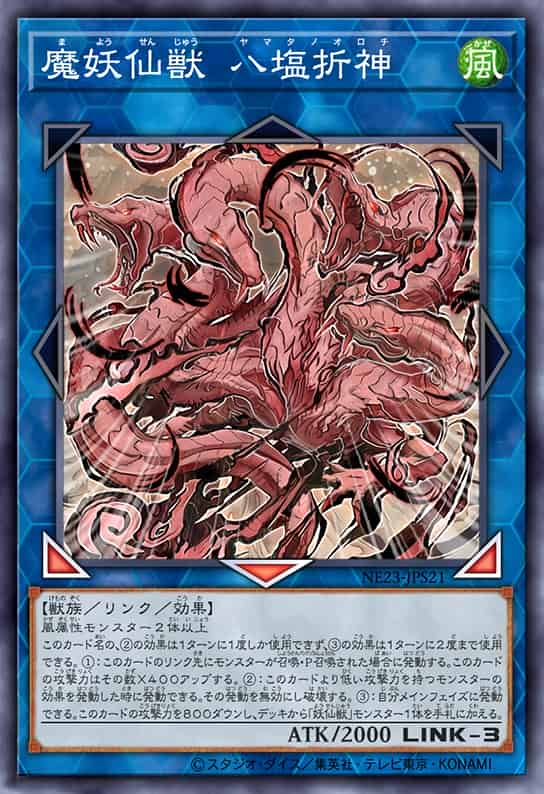 魔妖仙獣 八塩折神
風
NE23-JPS21
【獣族／リンク／効果】
風属性モンスター２体以上
このカード名の、②の効果は1ターンに1度しか使用できず、③の効果は1ターンに2度まで使用
できる。①：このカードのリンク先にモンスターが召喚・P召喚された場合に発動する。このカード
の攻撃力はその数×４００アップする。②：このカードより低い攻撃力を持つモンスターの
効果を発動した時に発動できる。その発動を無効にし破壊する。③：自分メインフェイズに発動
できる。このカードの攻撃力を８００ダウンし、デッキから「妖仙獣」モンスター1体を手札に加える。
ATK/2000 LINK-3
©スタジオ・ダイス／集英社・テレビ東京・KONAMI